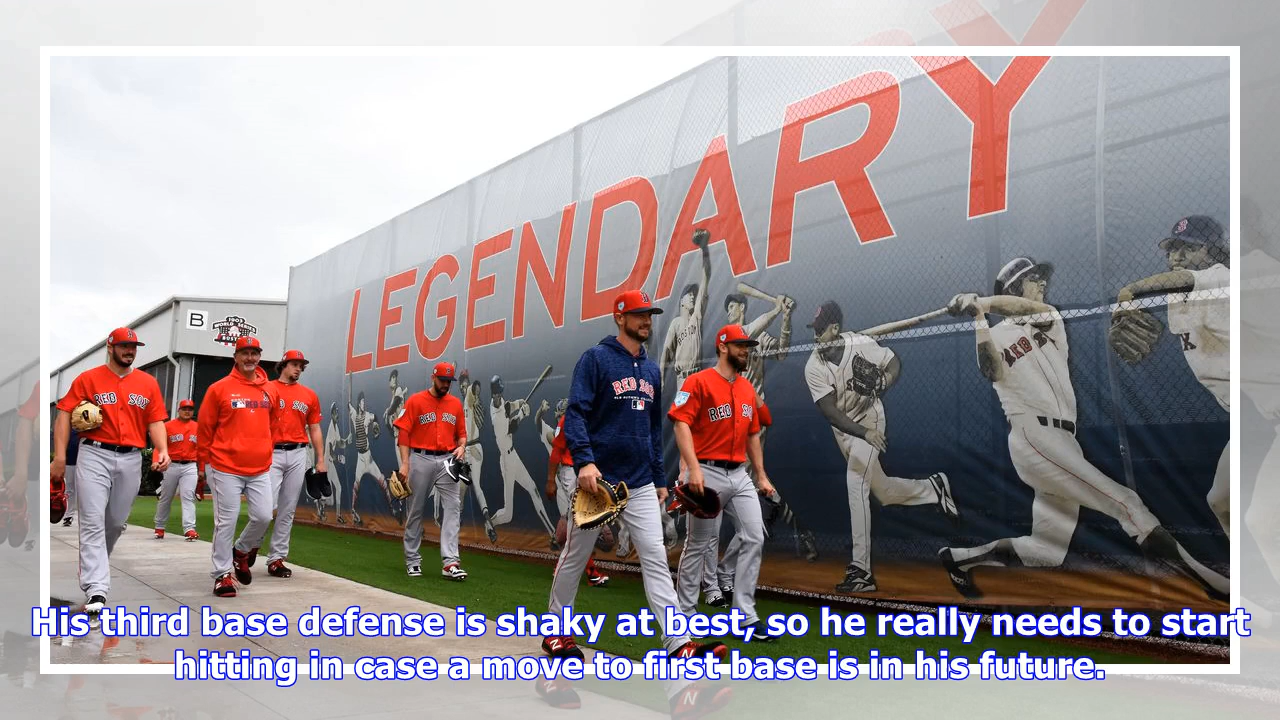 LEGENDARY
B
RED SOX
RED SOX
RED SOX
RED SOX
RED SOX
His third base defense is shaky at best, so he really needs to start
hitting in case a move to first base is in his future.